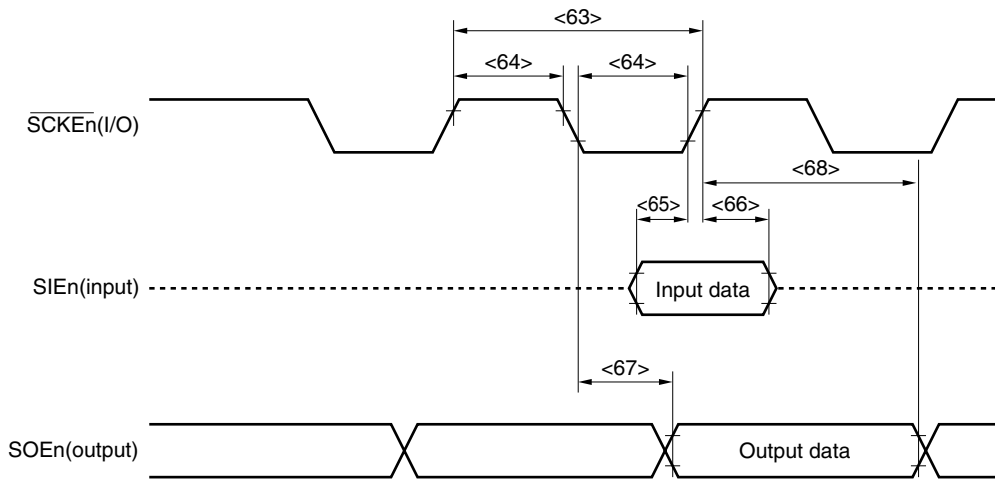 <63>
<64> <64>
SCKEn(I/O)
<68>
<65> <66>
SIEn(input) Input data
<67>
SOEn(output) Output data